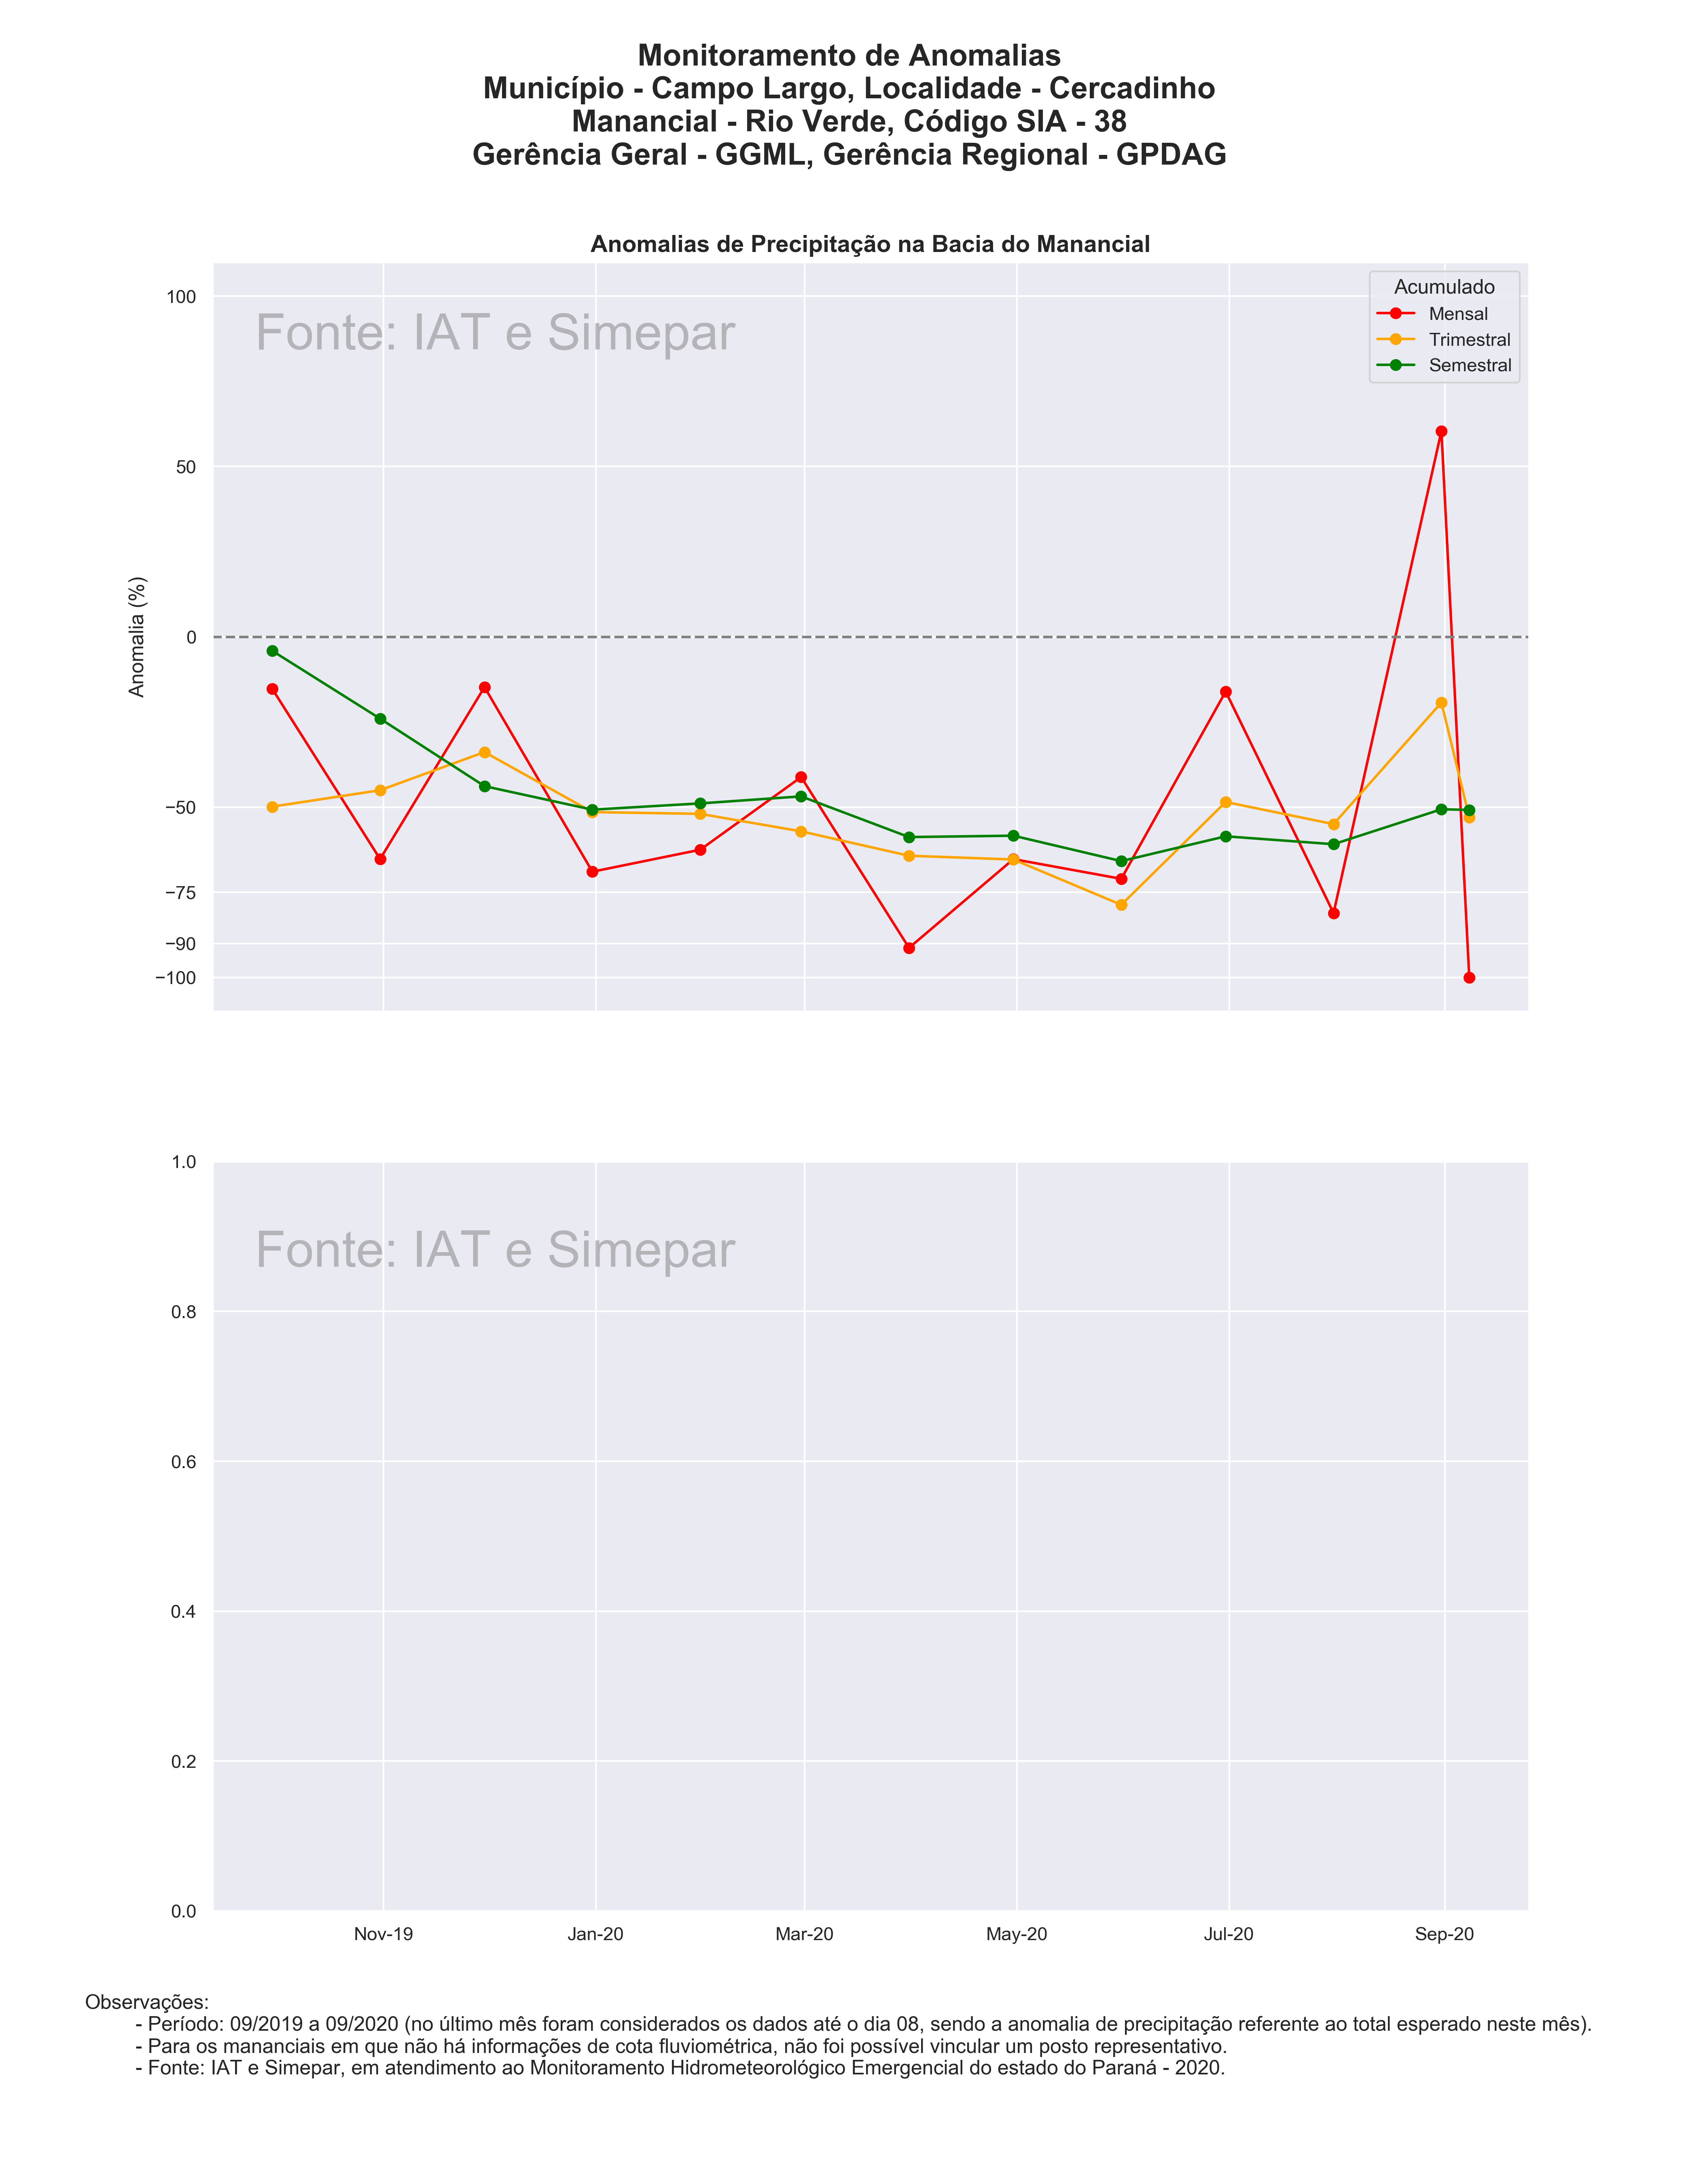 Monitoramento de Anomalias
Município - Campo Largo, Localidade - Cercadinho
Manancial - Rio Verde, Código SIA - 38
Gerência Geral - GGML, Gerência Regional - GPDAG
Anomalias de Precipitação na Bacia do Manancial
Fonte: IAT e Simepar
Acumulado
Mensal
Trimestral
Semestral
Anomalia (%)
100
50
0
−50
−75
−90
−100
Fonte: IAT e Simepar
1.0
0.8
0.6
0.4
0.2
0.0
Nov-19 Jan-20 Mar-20 May-20 Jul-20 Sep-20
Observações:
- Período: 09/2019 a 09/2020 (no último mês foram considerados os dados até o dia 08, sendo a anomalia de precipitação referente ao total esperado neste mês).
- Para os mananciais em que não há informações de cota fluviométrica, não foi possível vincular um posto representativo.
- Fonte: IAT e Simepar, em atendimento ao Monitoramento Hidrometeorológico Emergencial do estado do Paraná - 2020.